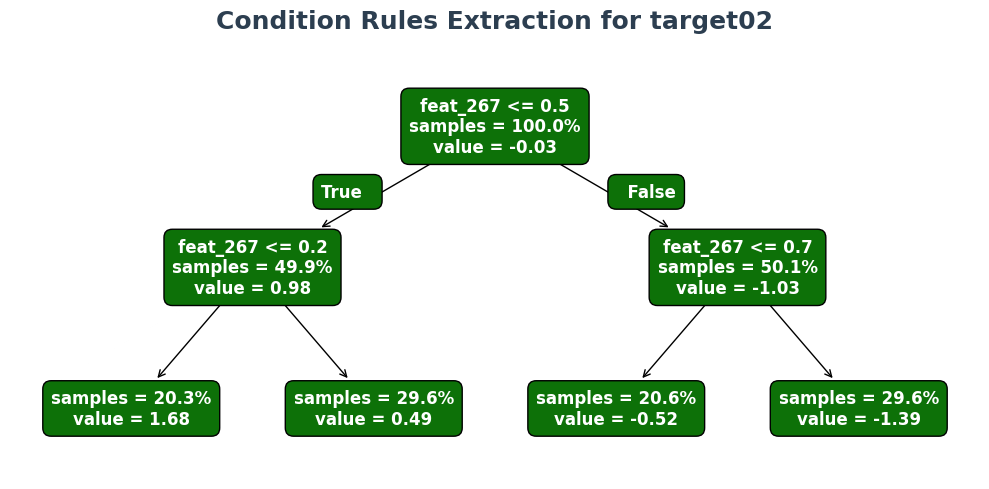 Condition Rules Extraction for target02
feat_267 <= 0.5
samples = 100.0%
value = -0.03
True
False
feat_267 <= 0.2
samples = 49.9%
value = 0.98
feat_267 <= 0.7
samples = 50.1%
value = -1.03
samples = 20.3%
value = 1.68
samples = 29.6%
value = 0.49
samples = 20.6%
value = -0.52
samples = 29.6%
value = -1.39